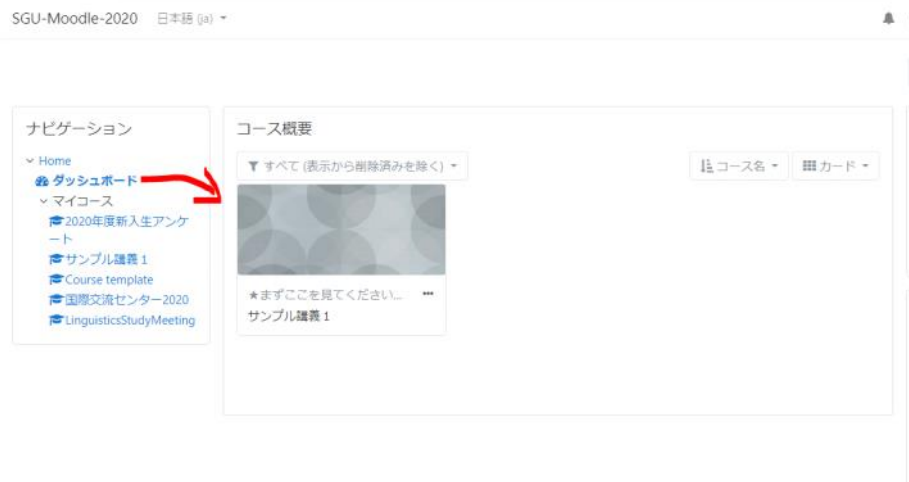 SGU-Moodle-2020 日本語 (ja)
ナビゲーション
Home
ダッシュボード
マイコース
2020年度新入生アンケ
ート
サンプル講義 1
Course template
国際交流センター2020
LinguisticsStudyMeeting
コース概要
すべて (表示から削除済みを除く)
コース名
カード
★まずここを見てください...
サンプル講義 1